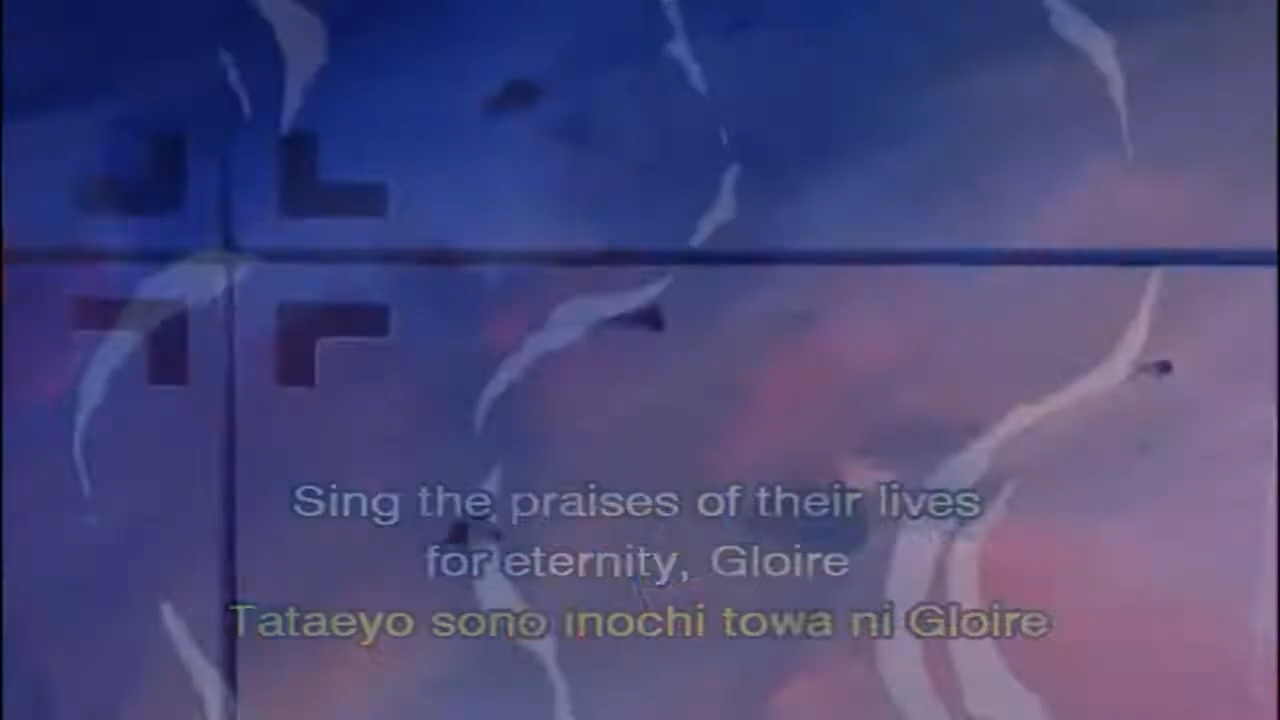 Sing the praises of their lives
for eternity, Gloire
Tataeyo sono inochi towa ni Gloire